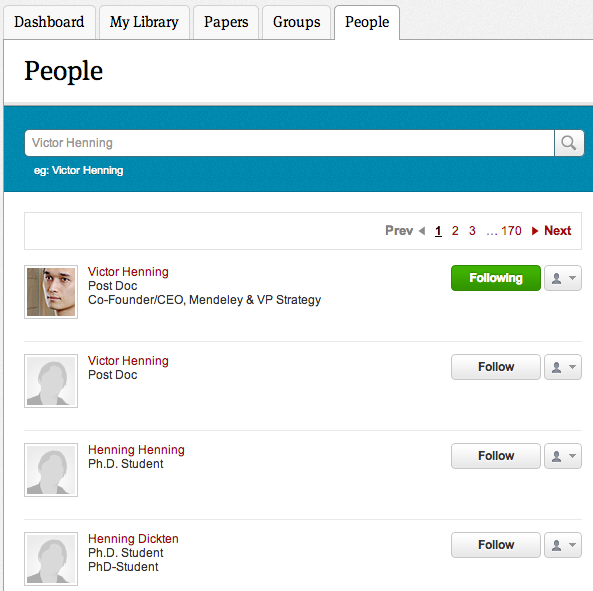 Dashboard My Library Papers Groups People
People
Victor Henning
eg: Victor Henning
Prev 1 2 3 ... 170 Next
Victor Henning Following
Post Doc
Co-Founder/CEO, Mendeley & VP Strategy
Victor Henning Follow
Post Doc
Henning Henning Follow
Ph.D. Student
Henning Dickten Follow
Ph.D. Student
PhD-Student